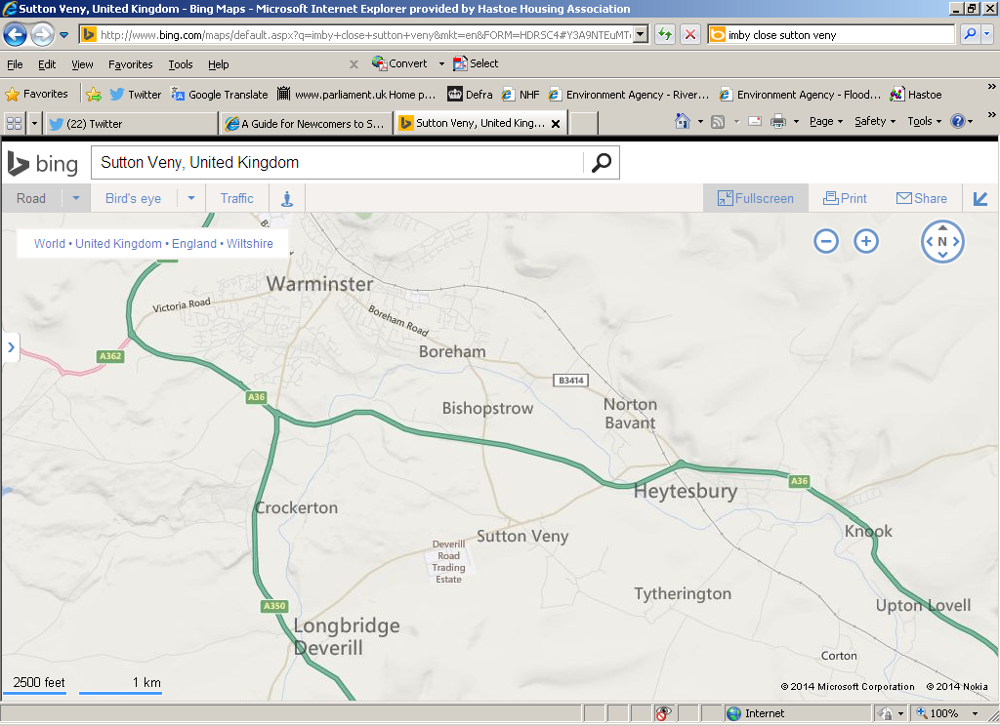 Sutton Veny, United Kingdom - Bing Maps - Microsoft Internet Explorer provided by Hastoe Housing Association
http://www.bing.com/maps/default.aspx?q=imby+close+sutton+veny&mkt=en&FORM=HDRSC4#Y3A9NTEuMT
imby close sutton veny
File Edit View Favorites Tools Help
x Convert Select
Favorites Twitter Google Translate www.parliament.uk Home p... Defra NHF Environment Agency - River... Environment Agency - Flood... Hastoe »
(22) Twitter A Guide for Newcomers to S... Sutton Veny, United King... Page Safety Tools »
bing Sutton Veny, United Kingdom
Road Bird's eye Traffic Fullscreen Print Share
World • United Kingdom • England • Wiltshire
N
Warminster
Victoria Road
Boreham Road
Boreham
A362
B3414
A36
Bishopstrow
Norton
Bavant
A36
Heytesbury
Crockerton
Sutton Veny
Knook
Deverill
Road
Trading
Estate
Tytherington
A350
Upton Lovell
Longbridge
Deverill
Corton
2500 feet 1 km
© 2014 Microsoft Corporation © 2014 Nokia
Internet 100%